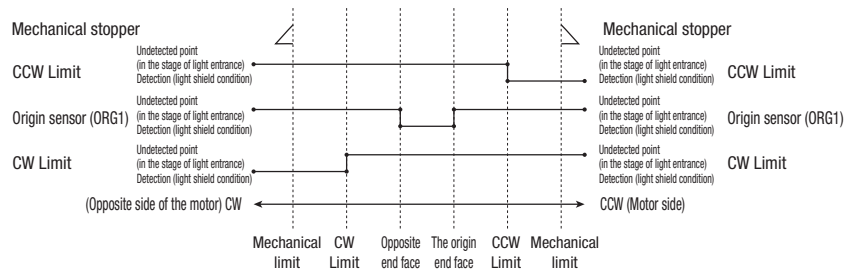 Mechanical stopper
Mechanical stopper
CCW Limit
Undetected point
(in the stage of light entrance)
Detection (light shield condition)
Undetected point
(in the stage of light entrance)
Detection (light shield condition)
CCW Limit
Origin sensor (ORG1)
Undetected point
(in the stage of light entrance)
Detection (light shield condition)
Undetected point
(in the stage of light entrance)
Detection (light shield condition)
Origin sensor (ORG1)
CW Limit
Undetected point
(in the stage of light entrance)
Detection (light shield condition)
Undetected point
(in the stage of light entrance)
Detection (light shield condition)
CW Limit
(Opposite side of the motor) CW
CCW (Motor side)
Mechanical
limit
CW
Limit
Opposite
end face
The origin
end face
CCW
Limit
Mechanical
limit